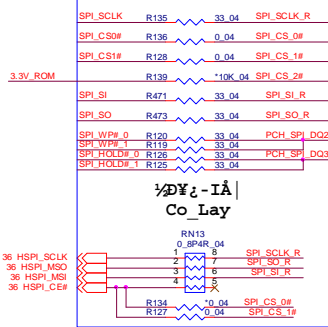 SPI_SCLK R135 33_04 SPI_SCLK_R
SPI_CS0# R136 0_04 SPI_CS_0#
SPI_CS1# R128 0_04 SPI_CS_1#
3.3V_ROM R139 *10K_04 SPI_CS_2#
SPI_SI R471 33_04 SPI_SI_R
SPI_SO R473 33_04 SPI_SO_R
SPI_WP#_0 R120 33_04 PCH_SPI_DQ2
SPI_WP#_1 R119 33_04
SPI_HOLD#_0 R126 33_04 PCH_SPI_DQ3
SPI_HOLD#_1 R125 33_04
½Ð¥¿-IÅ|
Co_Lay
RN13
0_8P4R_04
36 HSPI_SCLK 1 8 SPI_SCLK_R
36 HSPI_MSO 2 7 SPI_SO_R
36 HSPI_MSI 3 6 SPI_SI_R
36 HSPI_CE# 4 5
R134 *0_04 SPI_CS_0#
R127 0_04 SPI_CS_1#